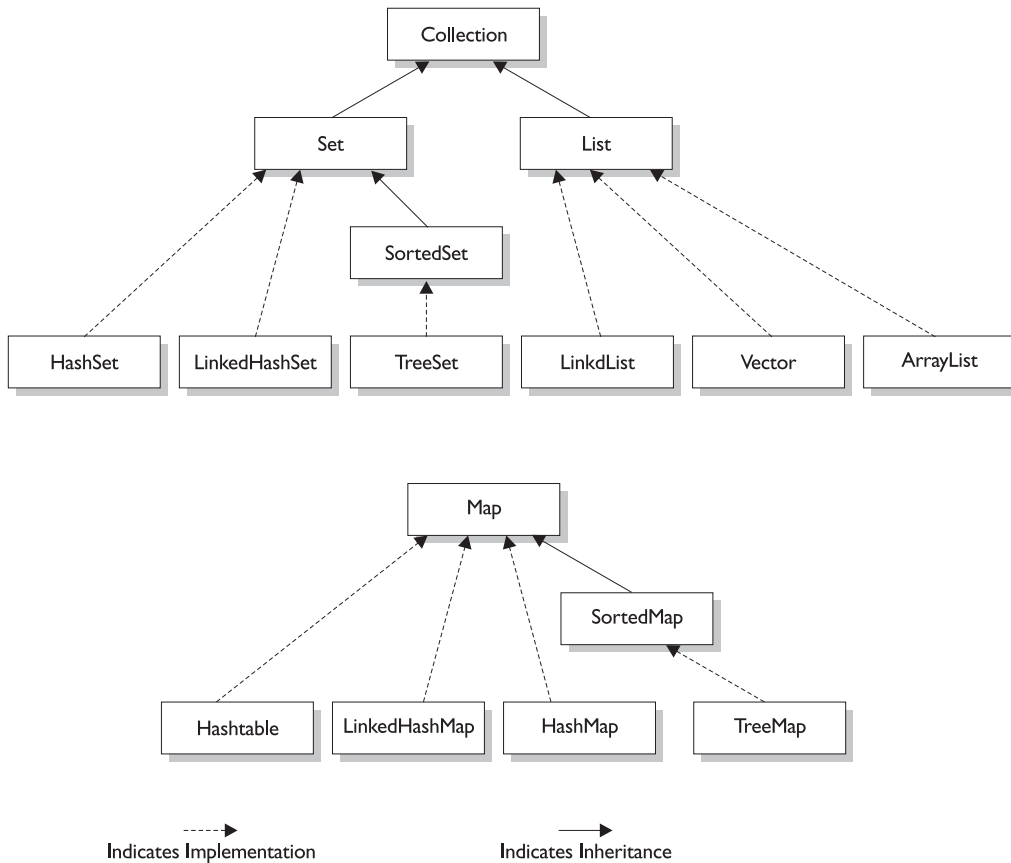 Collection
Set
List
SortedSet
HashSet
LinkedHashSet
TreeSet
LinkdList
Vector
ArrayList
Map
SortedMap
Hashtable
LinkedHashMap
HashMap
TreeMap
Indicates Implementation
Indicates Inheritance